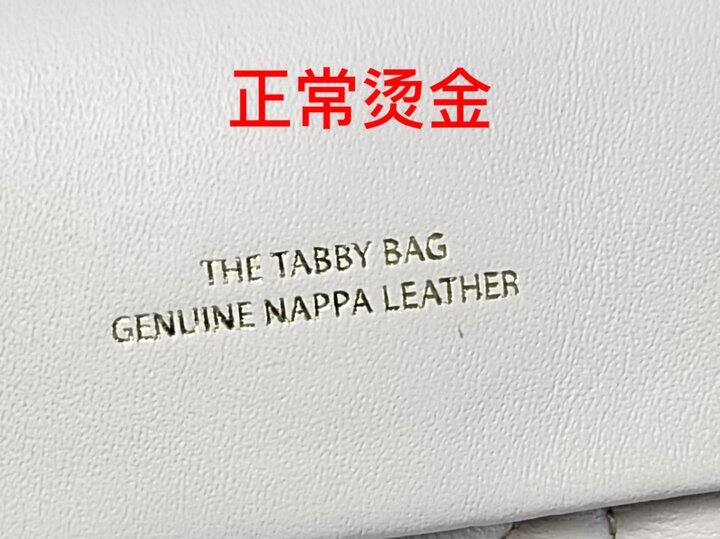 正常烫金
THE TABBY BAG
GENUINE NAPPA LEATHER